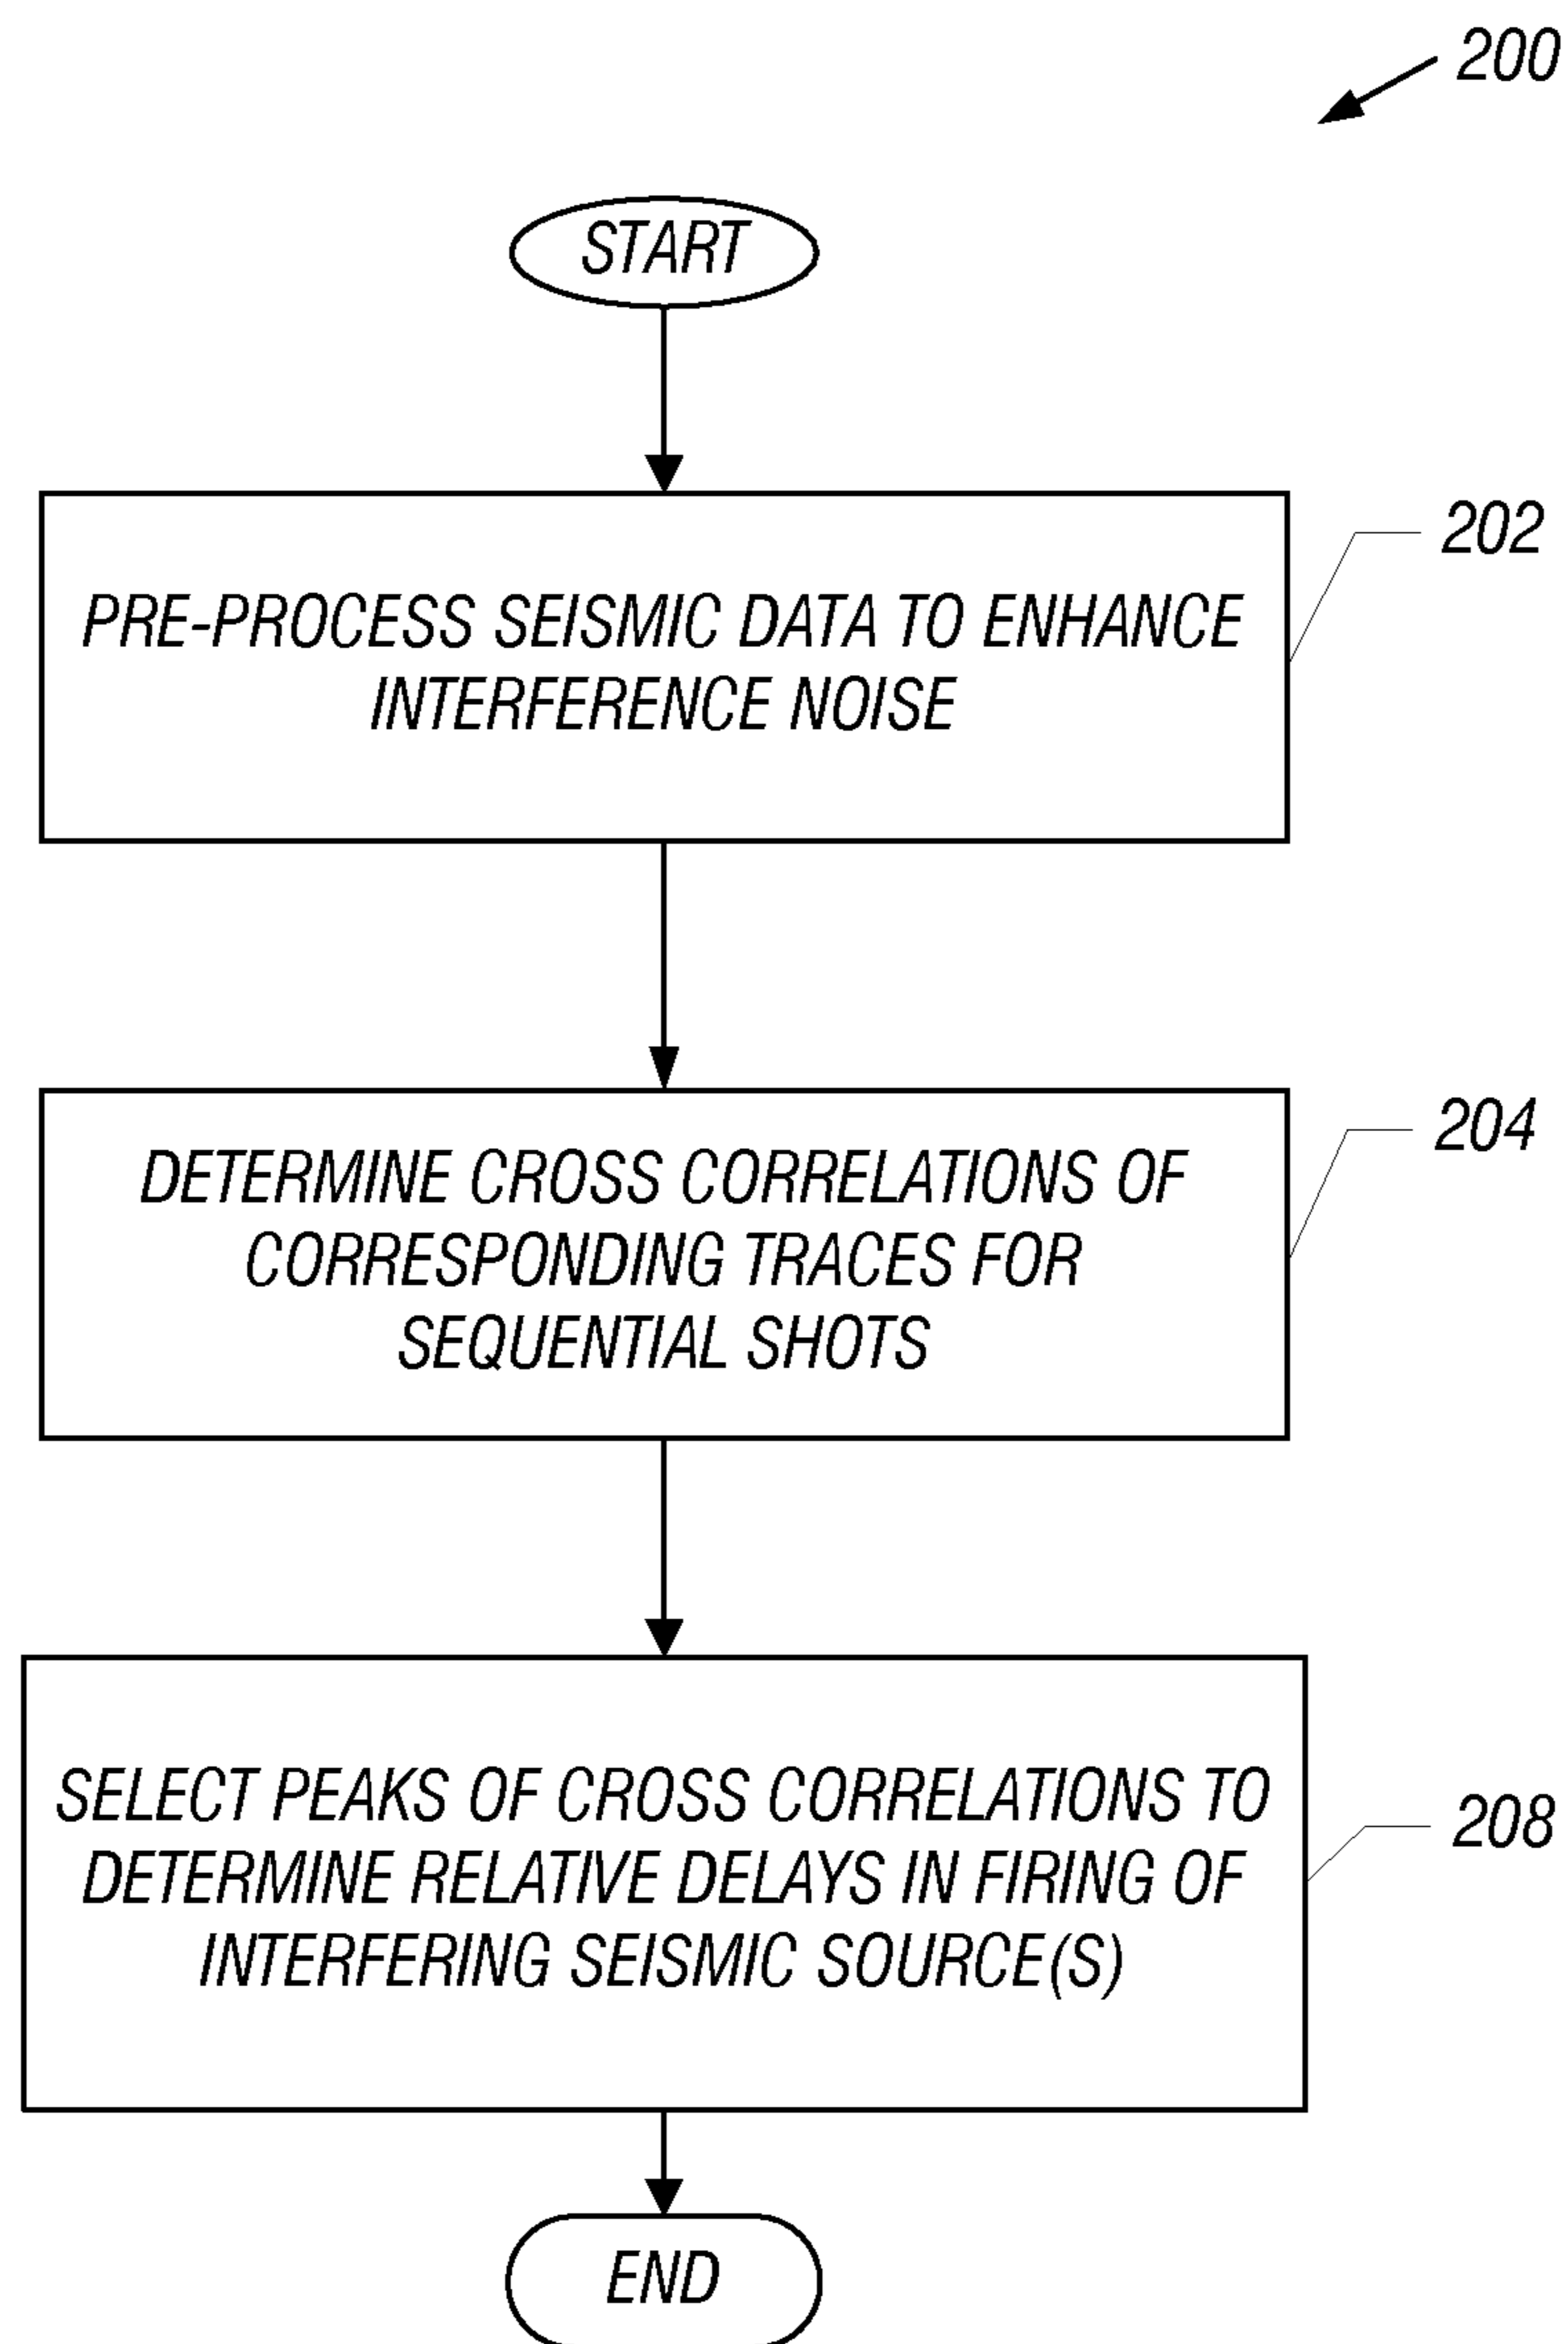 200
START
202
PRE-PROCESS SEISMIC DATA TO ENHANCE
INTERFERENCE NOISE
204
DETERMINE CROSS CORRELATIONS OF
CORRESPONDING TRACES FOR
SEQUENTIAL SHOTS
208
SELECT PEAKS OF CROSS CORRELATIONS TO
DETERMINE RELATIVE DELAYS IN FIRING OF
INTERFERING SEISMIC SOURCE(S)
END